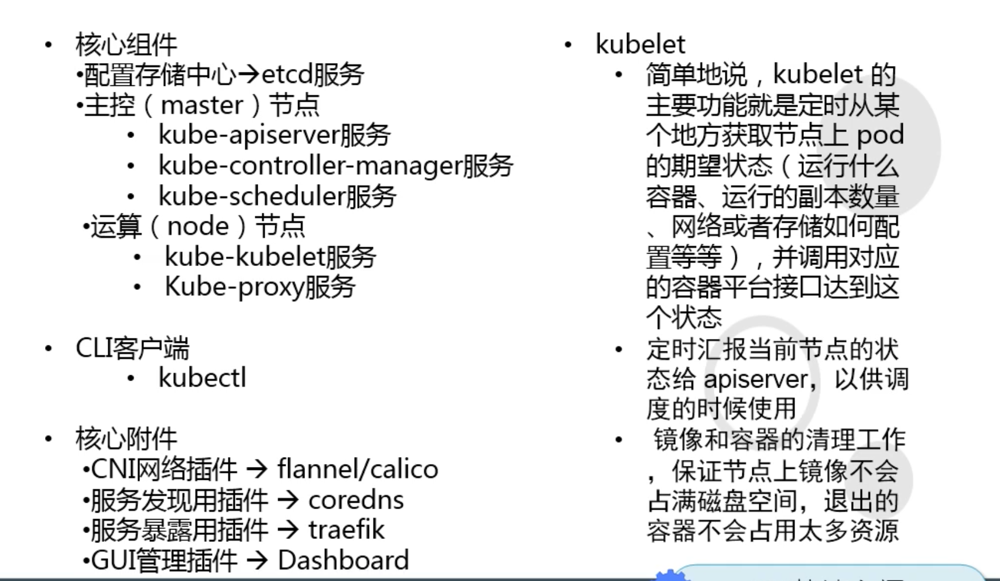 • 核心组件
•配置存储中心→etcd服务
•主控（master）节点
• kube-apiserver服务
• kube-controller-manager服务
• kube-scheduler服务
•运算（node）节点
• kube-kubelet服务
• Kube-proxy服务
• CLI客户端
• kubectl
• 核心附件
•CNI网络插件 → flannel/calico
•服务发现用插件 → coredns
•服务暴露用插件 → traefik
•GUI管理插件 → Dashboard
• kubelet
• 简单地说，kubelet 的
主要功能就是定时从某
个地方获取节点上 pod
的期望状态（运行什么
容器、运行的副本数量
、网络或者存储如何配
置等等），并调用对应
的容器平台接口达到这
个状态
• 定时汇报当前节点的状
态给 apiserver，以供调
度的时候使用
• 镜像和容器的清理工作
，保证节点上镜像不会
占满磁盘空间，退出的
容器不会占用太多资源